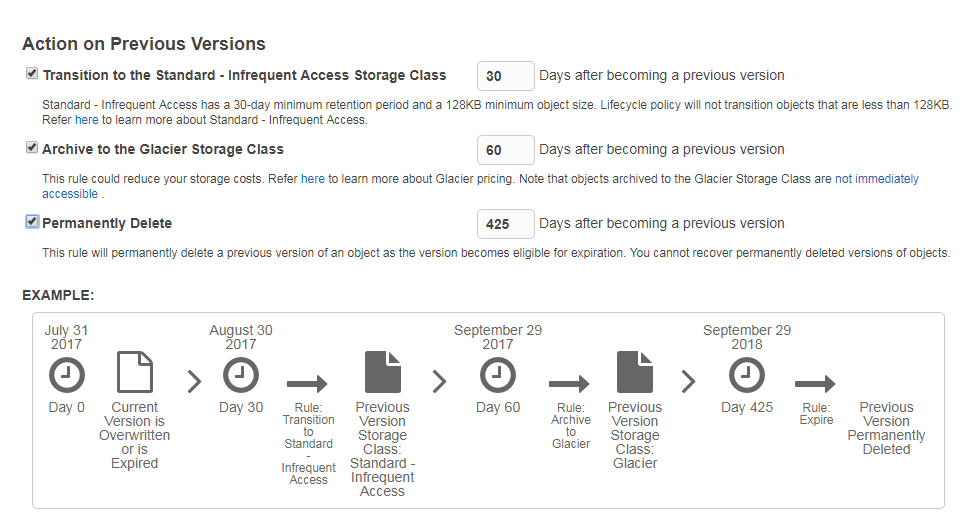 Action on Previous Versions
Transition to the Standard - Infrequent Access Storage Class 30 Days after becoming a previous version
Standard - Infrequent Access has a 30-day minimum retention period and a 128KB minimum object size. Lifecycle policy will not transition objects that are less than 128KB.
Refer here to learn more about Standard - Infrequent Access.
Archive to the Glacier Storage Class 60 Days after becoming a previous version
This rule could reduce your storage costs. Refer here to learn more about Glacier pricing. Note that objects archived to the Glacier Storage Class are not immediately
accessible .
Permanently Delete 425 Days after becoming a previous version
This rule will permanently delete a previous version of an object as the version becomes eligible for expiration. You cannot recover permanently deleted versions of objects.
EXAMPLE:
July 31
2017
Day 0
Current
Version is
Overwritten
or is
Expired
August 30
2017
Day 30
Rule:
Transition
to
Standard
-
Infrequent
Access
Previous
Version
Storage
Class:
Standard -
Infrequent
Access
September 29
2017
Day 60
Rule:
Archive
to
Glacier
Previous
Version
Storage
Class:
Glacier
September 29
2018
Day 425
Rule:
Expire
Previous
Version
Permanently
Deleted